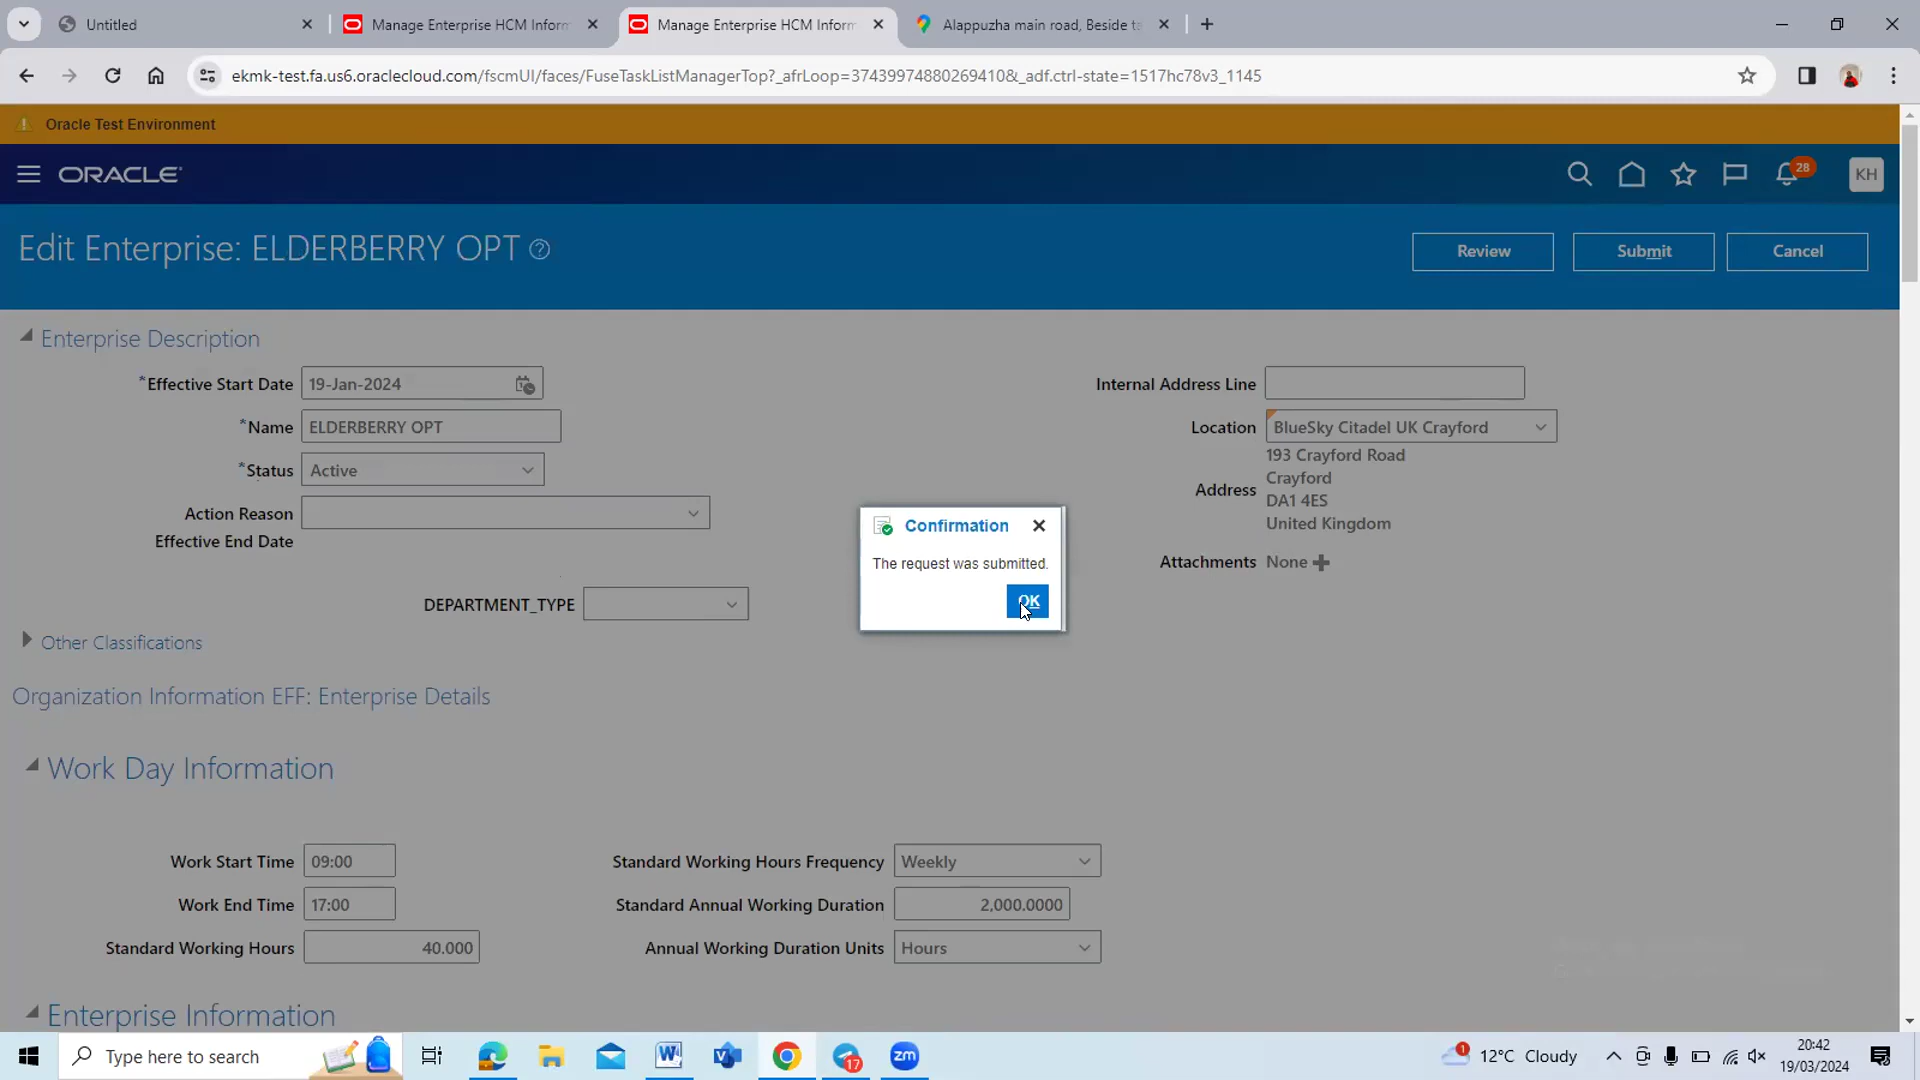 Untitled
Manage Enterprise HCM Inform
Manage Enterprise HCM Inform
Alappuzha main road, Beside ta
ekmk-test.fa.us6.oraclecloud.com/fscmUI/faces/FuseTaskListManagerTop?_afrLoop=37439974880269410&_adf.ctrl-state=1517hc78v3_1145
Oracle Test Environment
ORACLE
28
KH
Edit Enterprise: ELDERBERRY OPT
Review
Submit
Cancel
Enterprise Description
*Effective Start Date 19-Jan-2024
Internal Address Line
*Name ELDERBERRY OPT
Location BlueSky Citadel UK Crayford
*Status Active
Address 193 Crayford Road
Crayford
DA1 4ES
United Kingdom
Action Reason
Effective End Date
Attachments None
DEPARTMENT_TYPE
Confirmation
The request was submitted.
OK
Other Classifications
Organization Information EFF: Enterprise Details
Work Day Information
Work Start Time 09:00
Standard Working Hours Frequency Weekly
Work End Time 17:00
Standard Annual Working Duration 2,000.0000
Standard Working Hours 40.000
Annual Working Duration Units Hours
Enterprise Information
Type here to search
17
zm
1
12°C Cloudy
20:42
19/03/2024